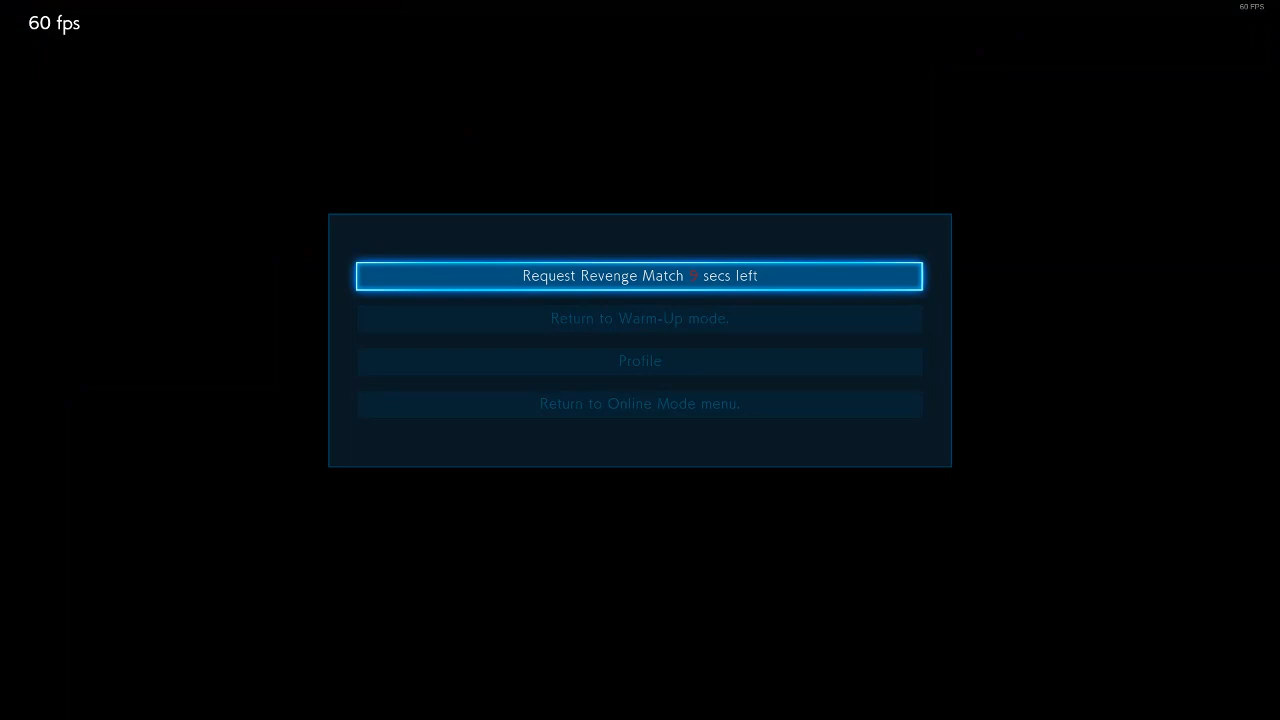 60 fps
60 FPS
Request Revenge Match 9 secs left
Return to Warm-Up mode.
Profile
Return to Online Mode menu.